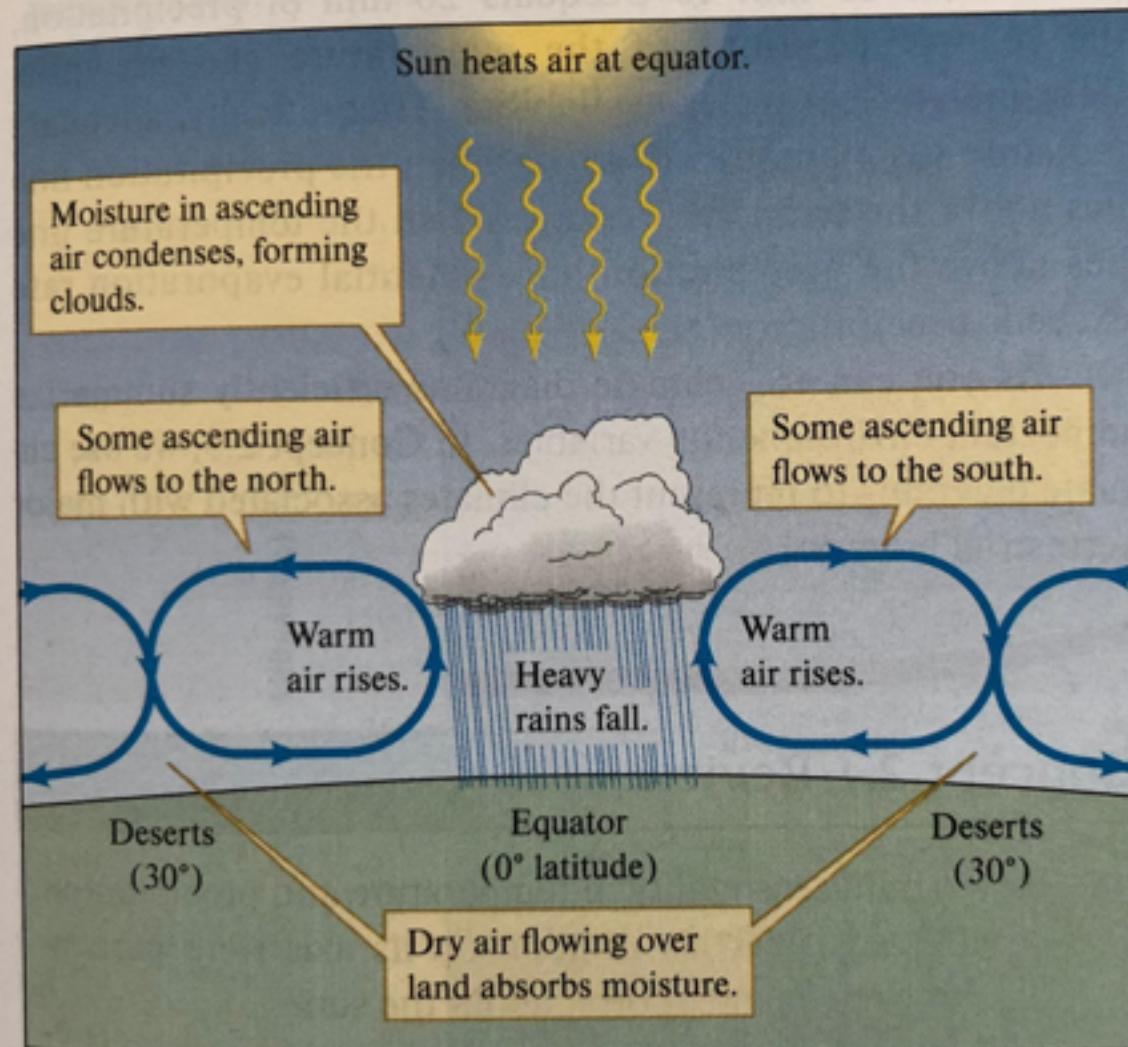 Sun heats air at equator.
Moisture in ascending
air condenses, forming
clouds.
Some ascending air
flows to the north.
Some ascending air
flows to the south.
Warm
air rises.
Heavy
rains fall.
Warm
air rises.
Deserts
(30°)
Equator
(0° latitude)
Deserts
(30°)
Dry air flowing over
land absorbs moisture.